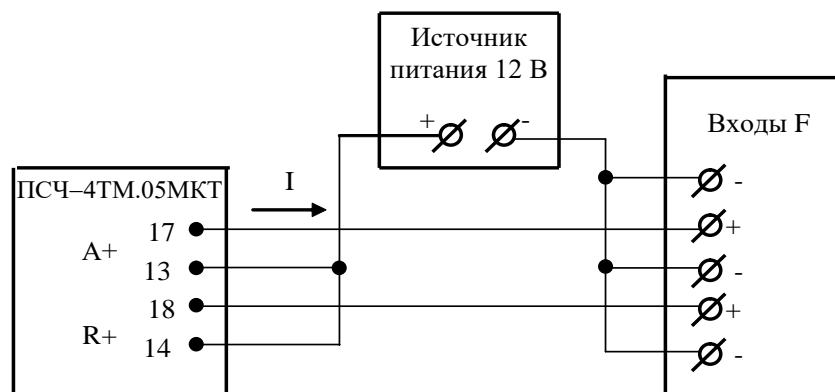 Источник
питания 12 В
+ -
Входы F
ПСЧ–4ТМ.05МКТ
I
-
17
+
A+
13
-
18
+
R+
14
-